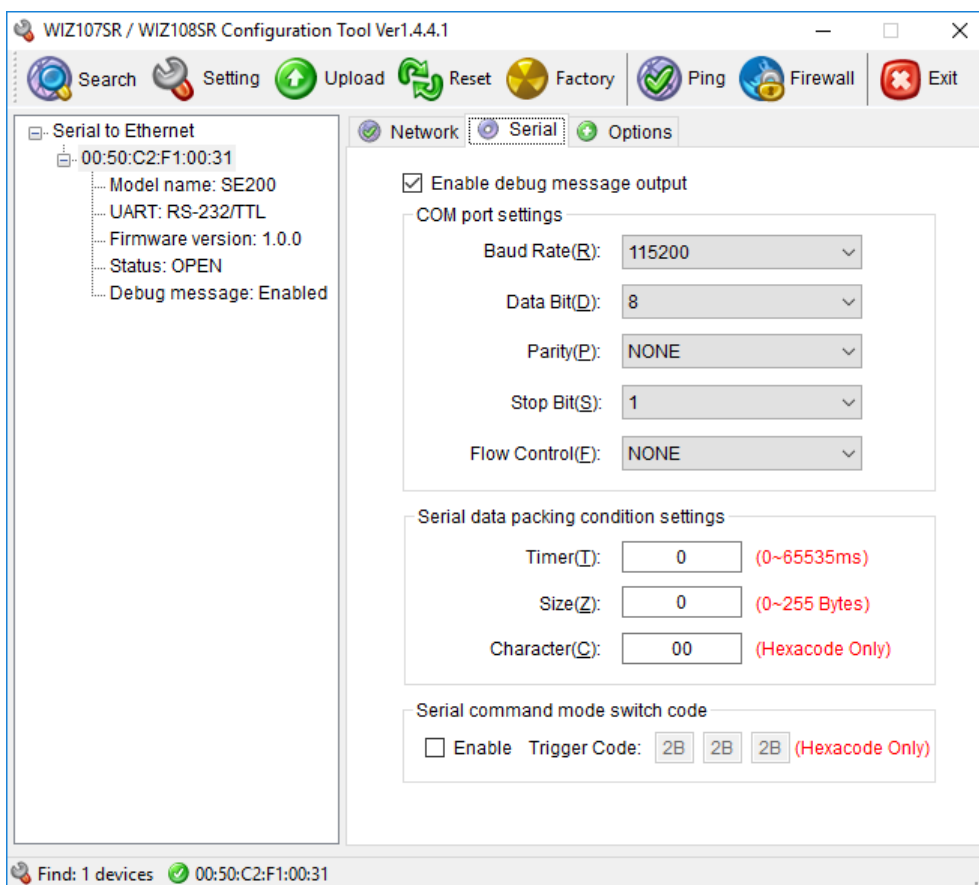 WIZ107SR / WIZ108SR Configuration Tool Ver1.4.4.1
Search Setting Upload Reset Factory Ping Firewall Exit
Serial to Ethernet
00:50:C2:F1:00:31
Model name: SE200
UART: RS-232/TTL
Firmware version: 1.0.0
Status: OPEN
Debug message: Enabled
Network Serial Options
Enable debug message output
COM port settings
Baud Rate(R): 115200
Data Bit(D): 8
Parity(P): NONE
Stop Bit(S): 1
Flow Control(F): NONE
Serial data packing condition settings
Timer(T): 0 (0~65535ms)
Size(Z): 0 (0~255 Bytes)
Character(C): 00 (Hexacode Only)
Serial command mode switch code
Enable Trigger Code: 2B 2B 2B (Hexacode Only)
Find: 1 devices 00:50:C2:F1:00:31